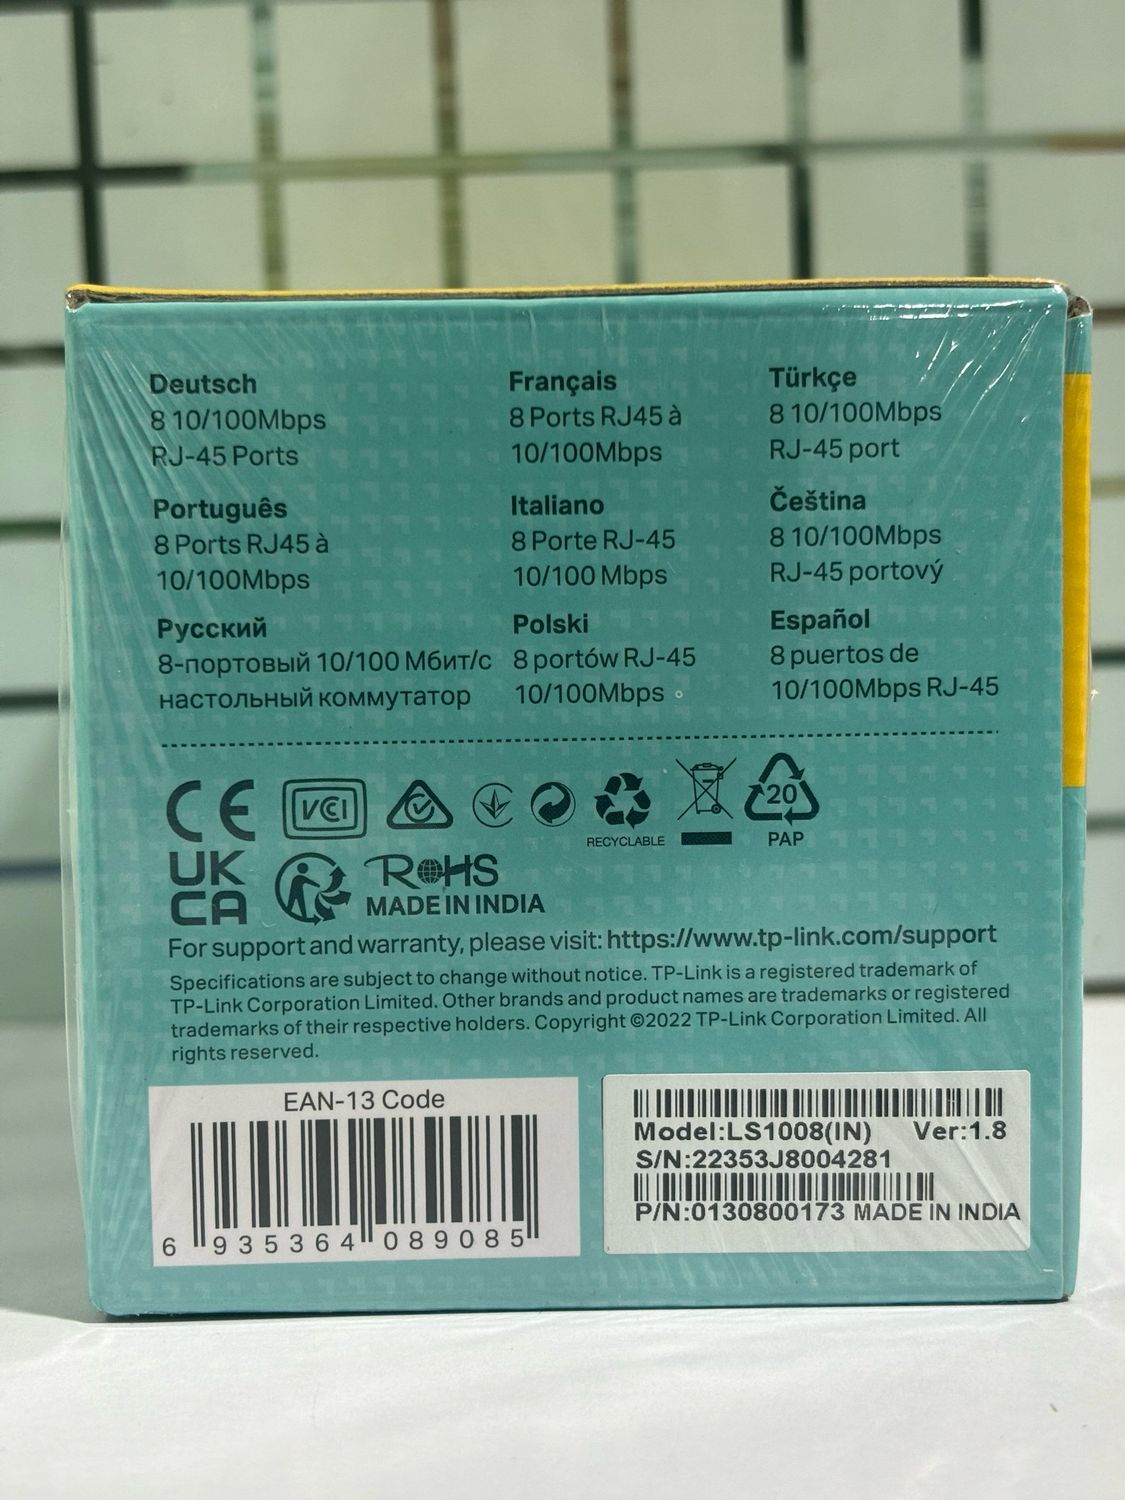 Deutsch
8 10/100Mbps
RJ-45 Ports
Français
8 Ports RJ45 à
10/100Mbps
Türkçe
8 10/100Mbps
RJ-45 port
Português
8 Ports RJ45 à
10/100Mbps
Italiano
8 Porte RJ-45
10/100 Mbps
Čeština
8 10/100Mbps
RJ-45 portový
Русский
8-портовый 10/100 Мбит/с
настольный коммутатор
Polski
8 portów RJ-45
10/100Mbps 。
Español
8 puertos de
10/100Mbps RJ-45
CE
VCCI
RECYCLABLE
20
PAP
UK
CA
ROHS
MADE IN INDIA
For support and warranty, please visit: https://www.tp-link.com/support
Specifications are subject to change without notice. TP-Link is a registered trademark of
TP-Link Corporation Limited. Other brands and product names are trademarks or registered
trademarks of their respective holders. Copyright ©2022 TP-Link Corporation Limited. All
rights reserved.
EAN-13 Code
6 935364 089085
Model:LS1008(IN) Ver:1.8
S/N:22353J8004281
P/N:0130800173 MADE IN INDIA